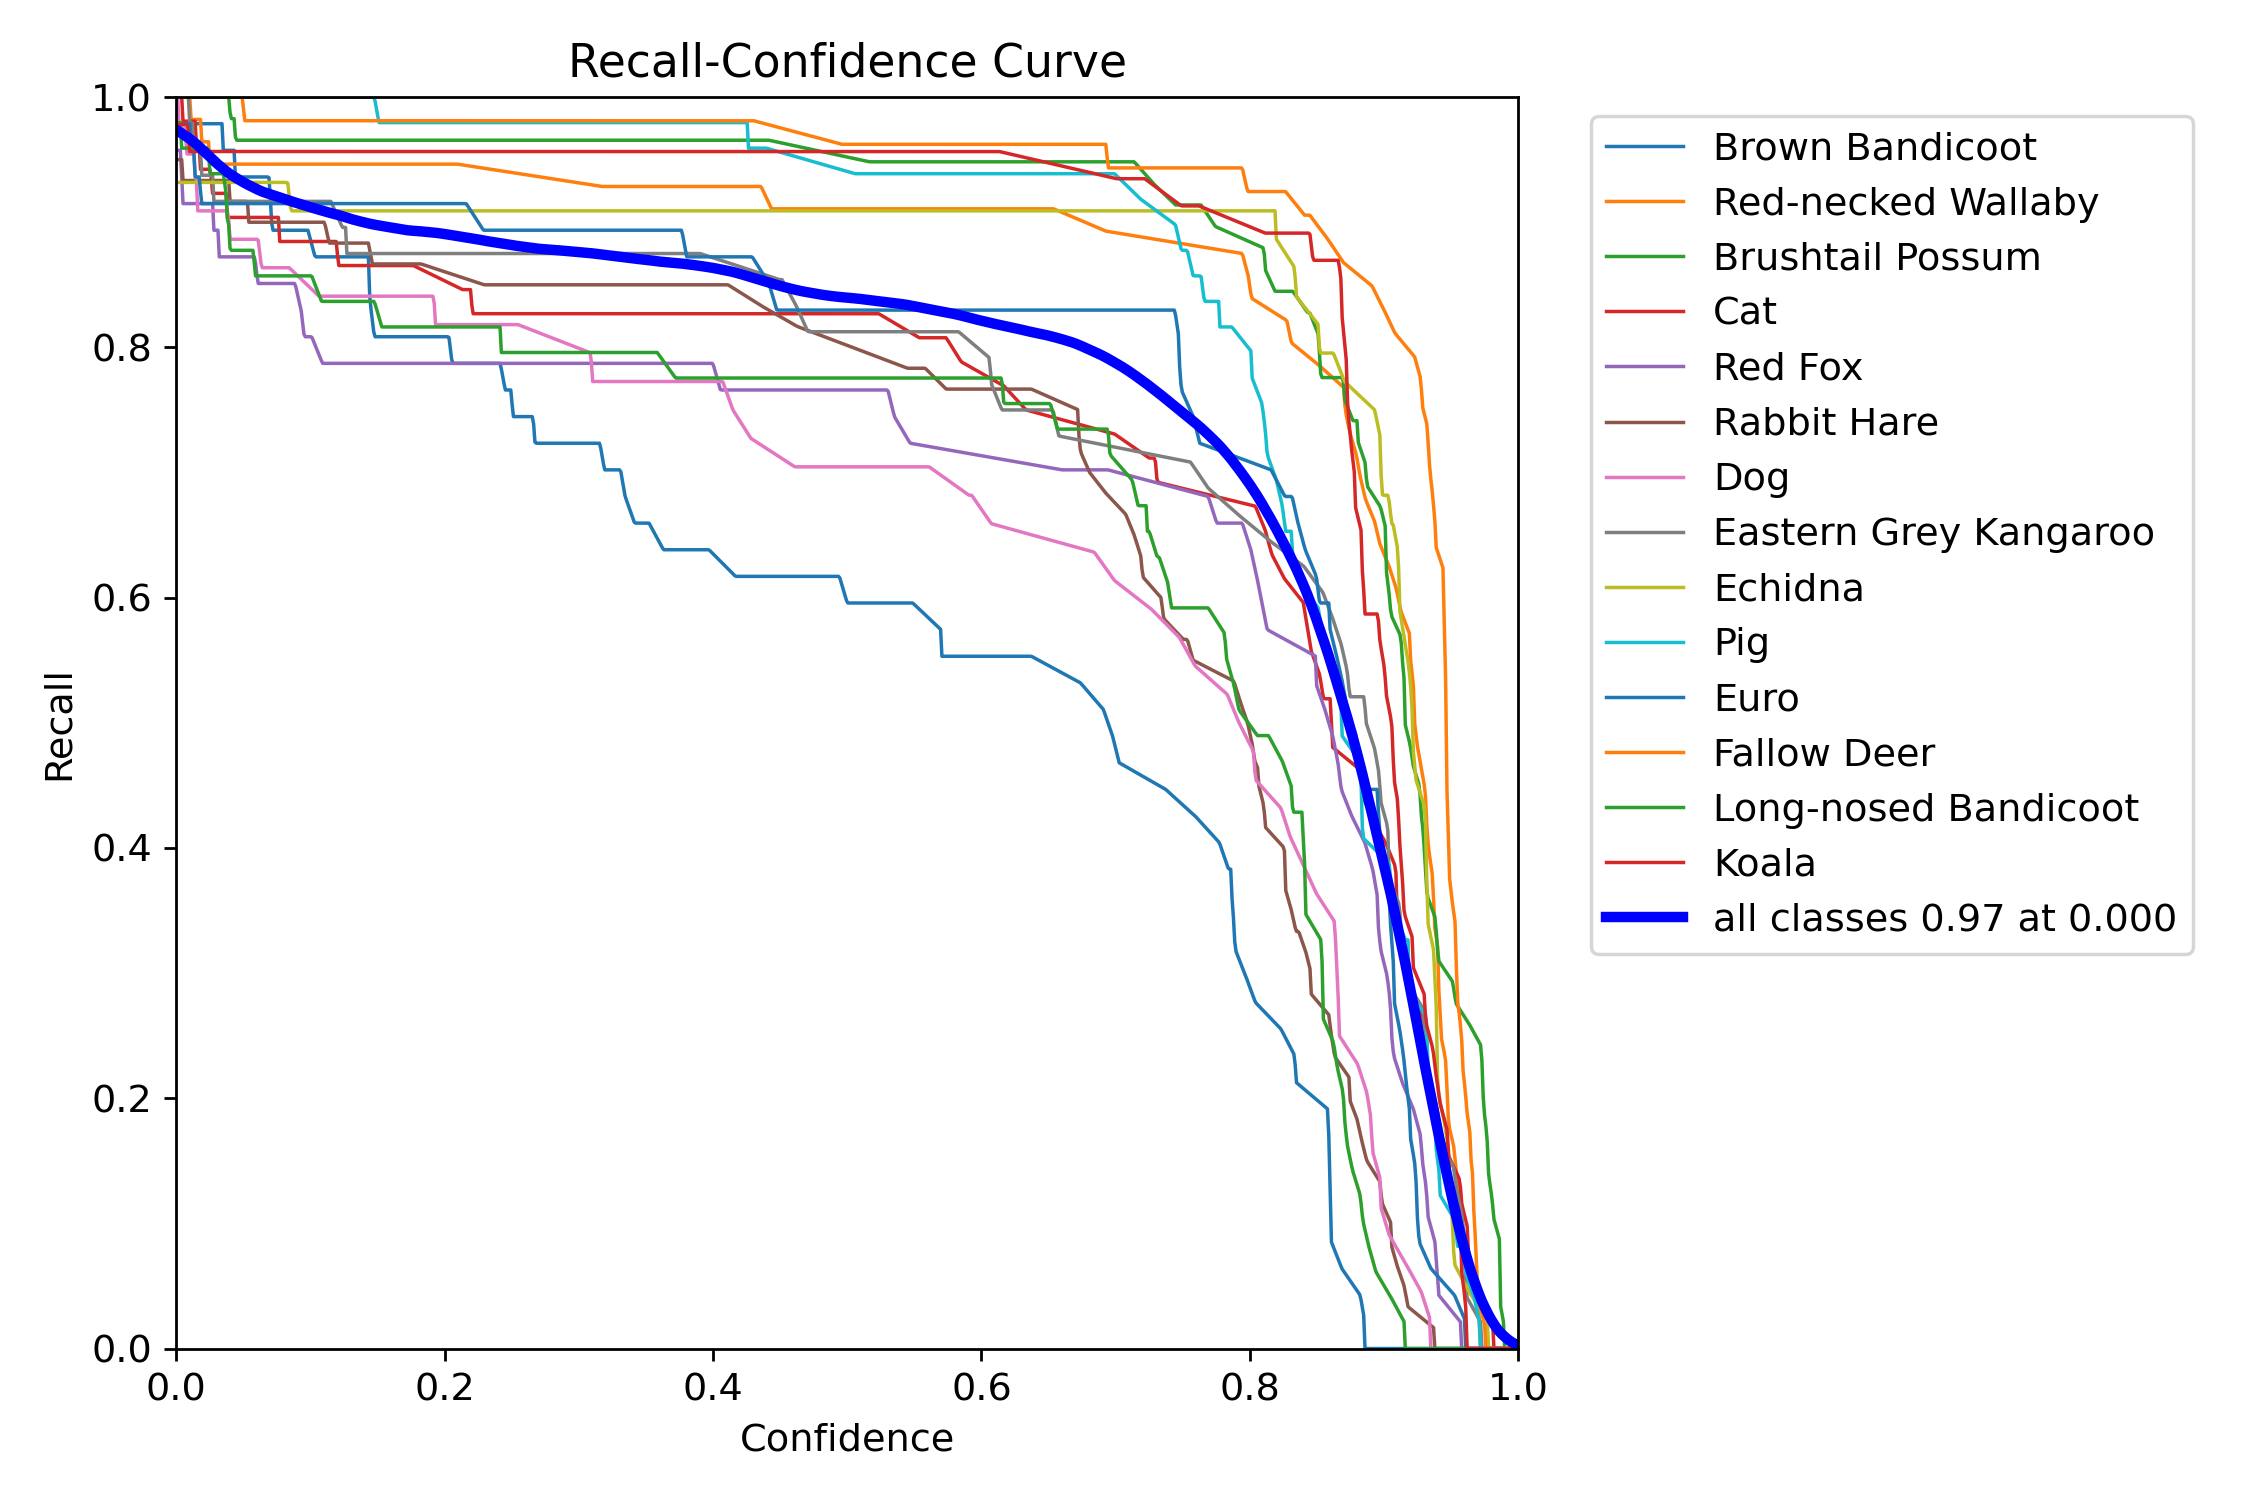 Recall-Confidence Curve
Recall
1.0
0.8
0.6
0.4
0.2
0.0
0.0 0.2 0.4 0.6 0.8 1.0
Confidence
Brown Bandicoot
Red-necked Wallaby
Brushtail Possum
Cat
Red Fox
Rabbit Hare
Dog
Eastern Grey Kangaroo
Echidna
Pig
Euro
Fallow Deer
Long-nosed Bandicoot
Koala
all classes 0.97 at 0.000